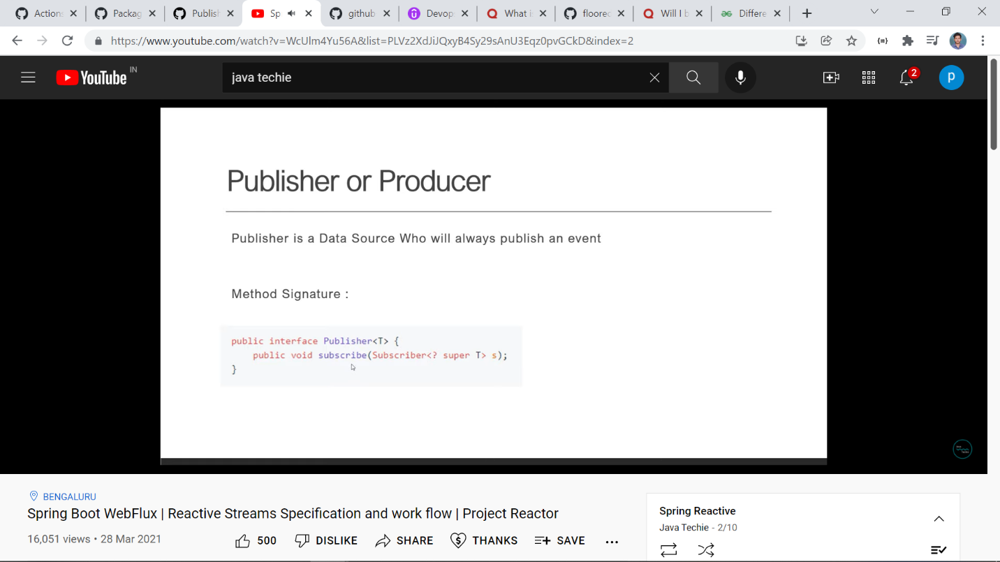 Actions
Packag
Publish
Sp
github
Devop
What i
floored
Will I b
Differe
https://www.youtube.com/watch?v=WcUlm4Yu56A&list=PLVz2XdJiJQxyB4Sy29sAnU3Eqz0pvGCkD&index=2
YouTube IN
java techie
2
p
Publisher or Producer
Publisher is a Data Source Who will always publish an event
Method Signature :
public interface Publisher<T> {
public void subscribe(Subscriber<? super T> s);
}
BENGALURU
Spring Boot WebFlux | Reactive Streams Specification and work flow | Project Reactor
16,051 views • 28 Mar 2021
500
DISLIKE
SHARE
THANKS
SAVE
Spring Reactive
Java Techie - 2/10